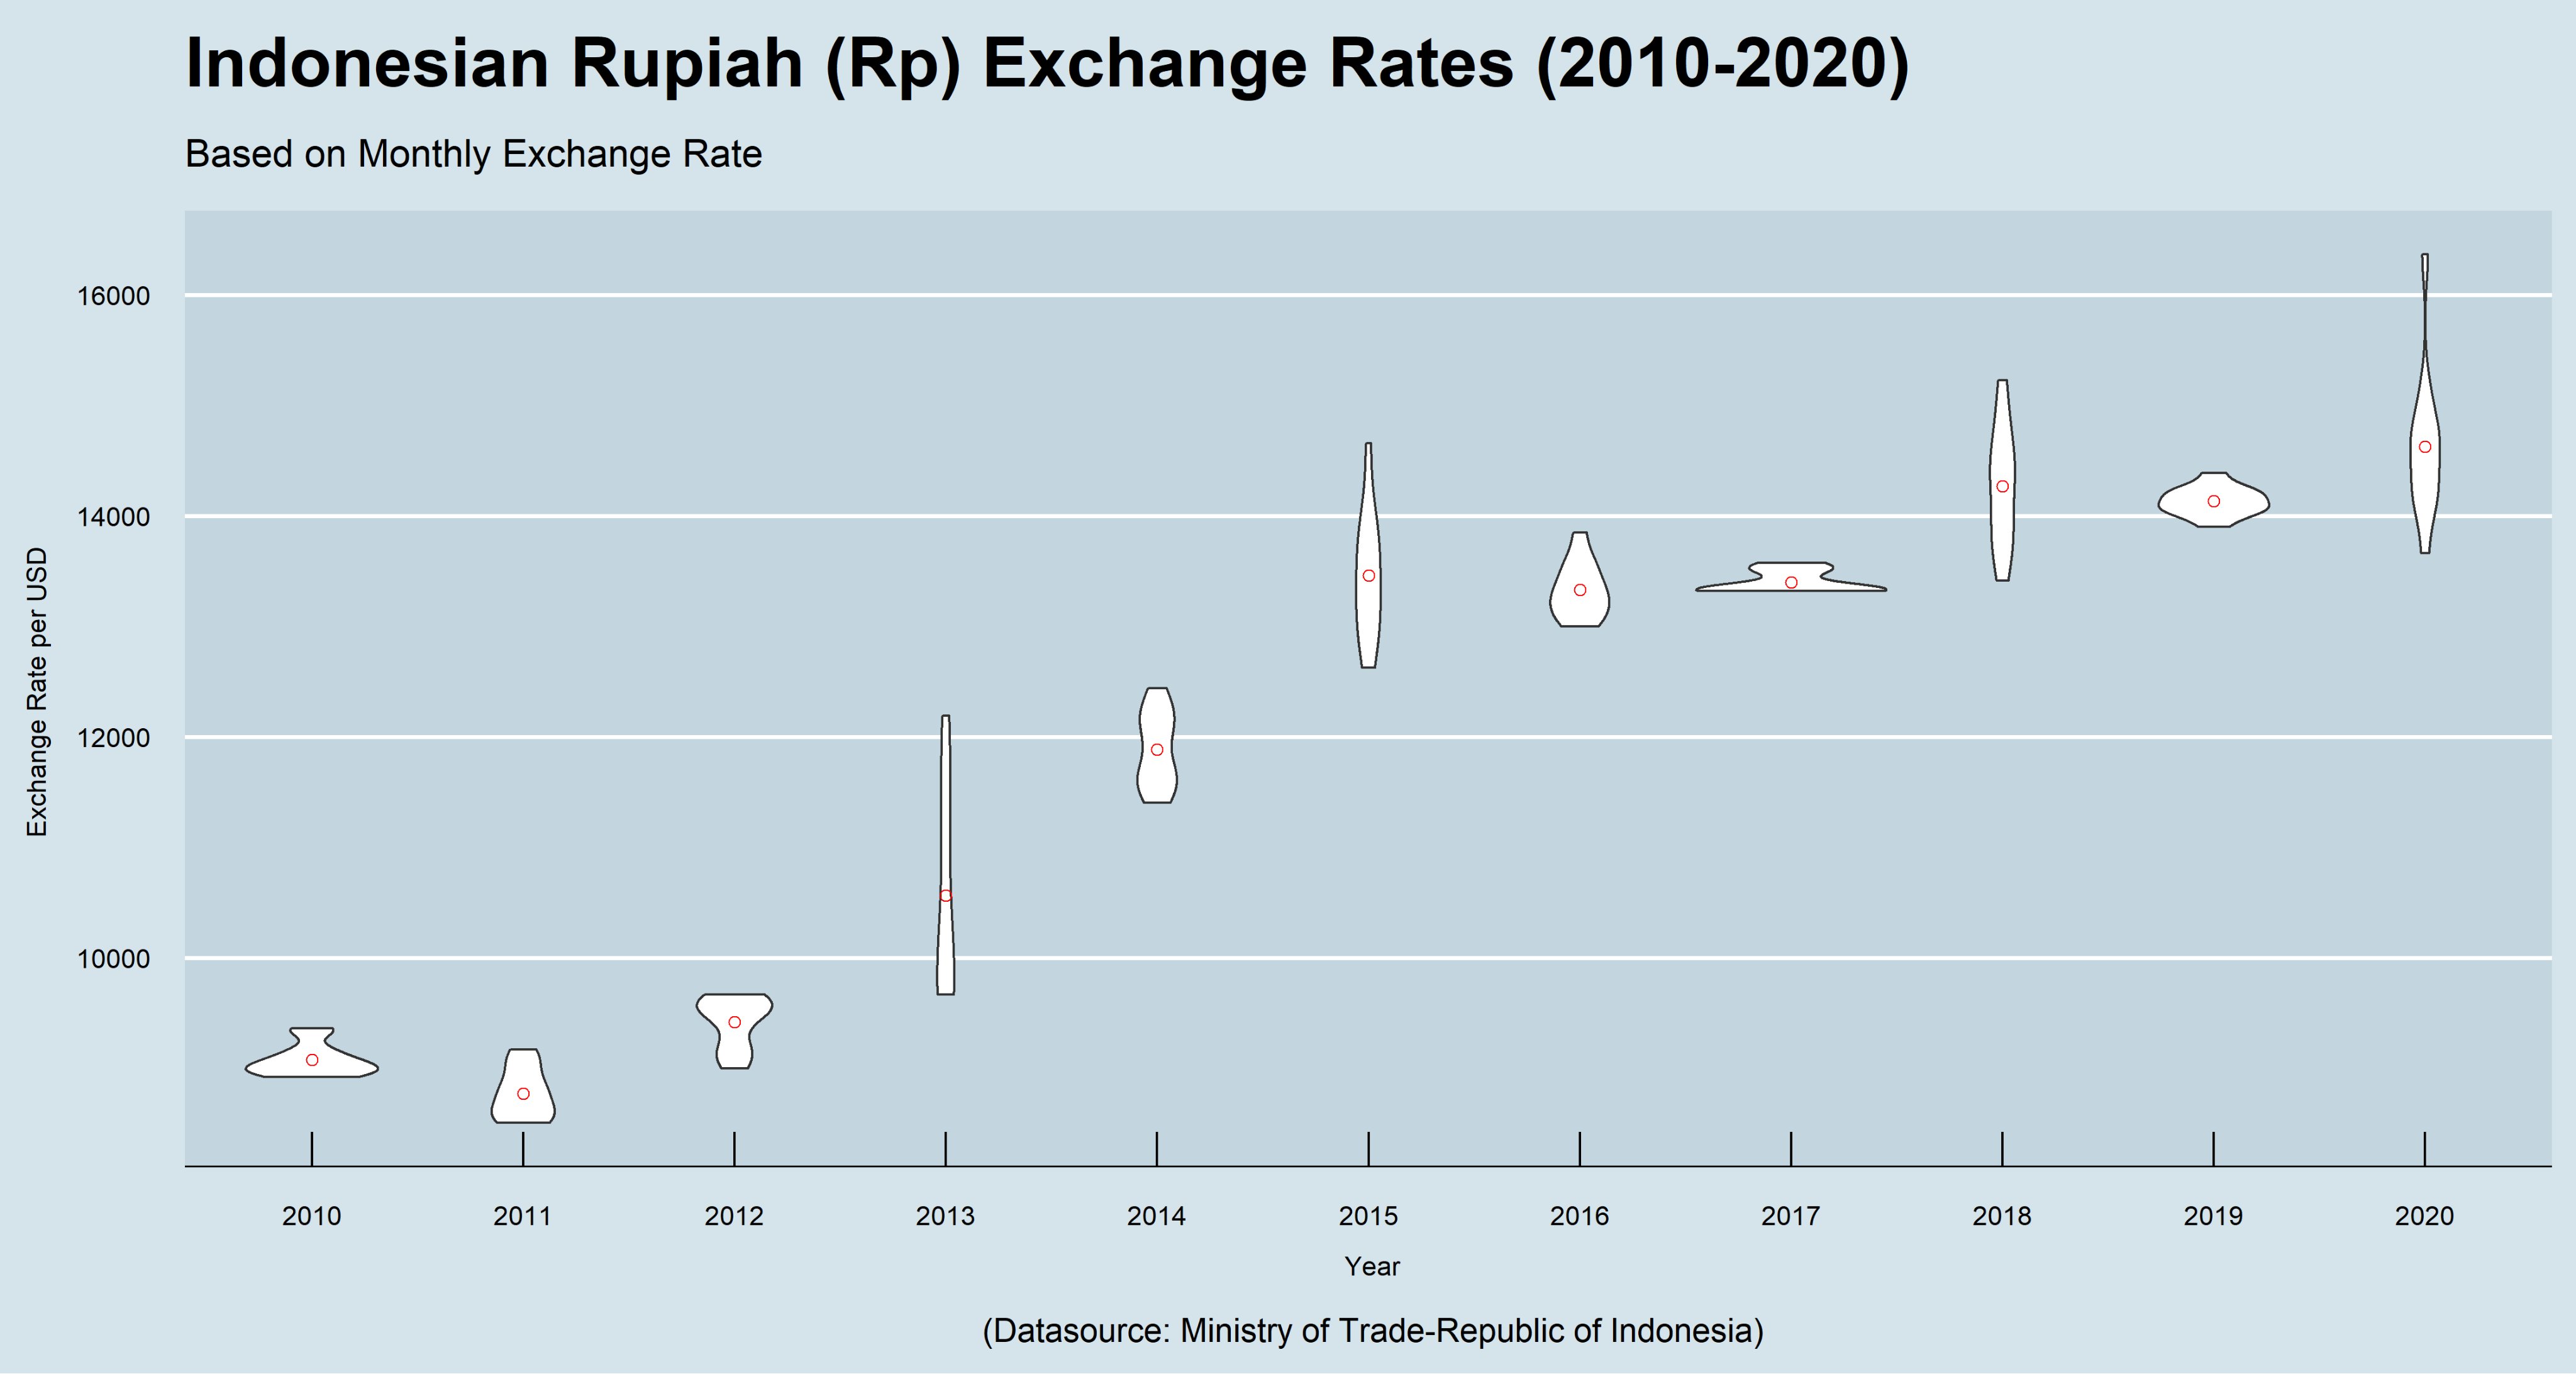 Indonesian Rupiah (Rp) Exchange Rates (2010-2020)
Based on Monthly Exchange Rate
Exchange Rate per USD
16000
14000
12000
10000
2010 2011 2012 2013 2014 2015 2016 2017 2018 2019 2020
Year
(Datasource: Ministry of Trade-Republic of Indonesia)